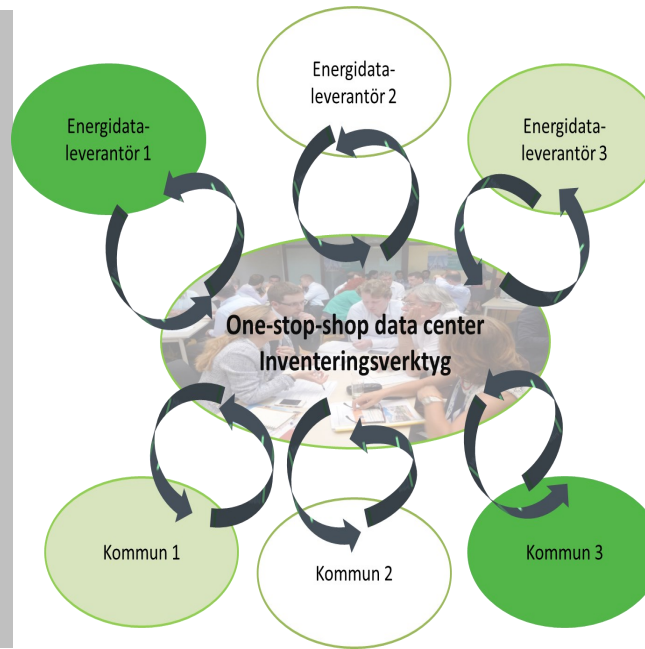 Energidata-
leverantör 1
Energidata-
leverantör 2
Energidata-
leverantör 3
One-stop-shop data center
Inventeringsverktyg
Kommun 1
Kommun 2
Kommun 3